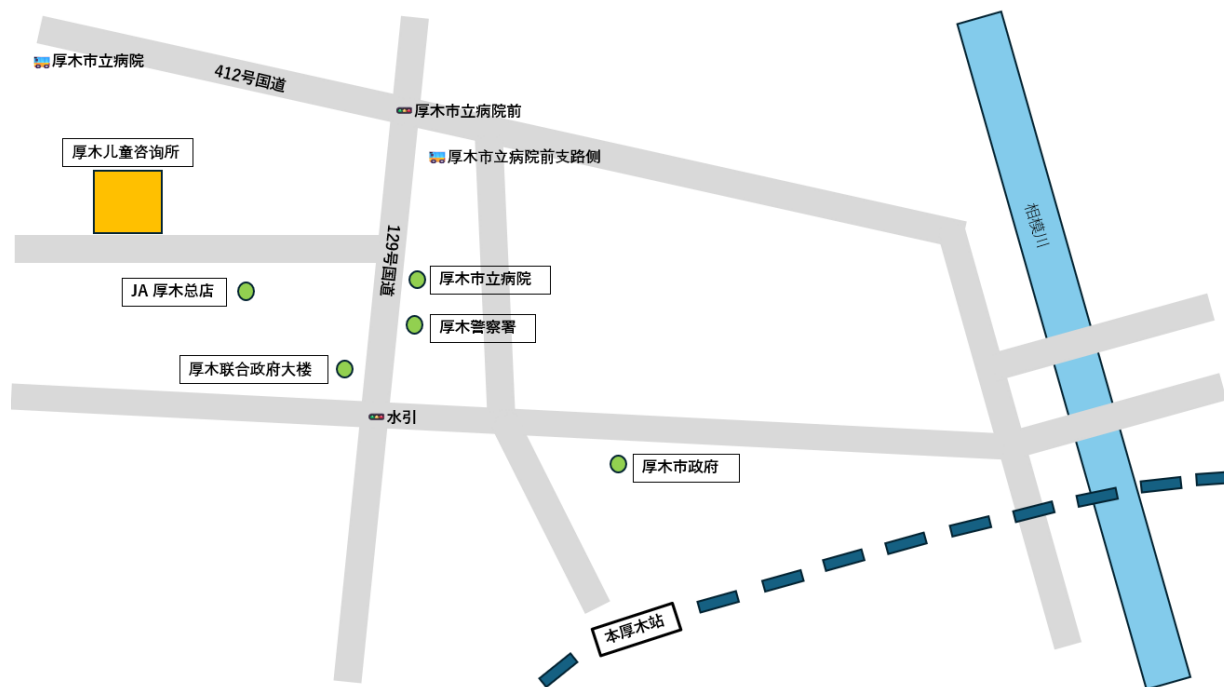 厚木市立病院
412号国道
厚木市立病院前
厚木儿童咨询所
厚木市立病院前支路侧
相模川
129号国道
厚木市立病院
JA 厚木总店
厚木警察署
厚木联合政府大楼
水引
厚木市政府
本厚木站